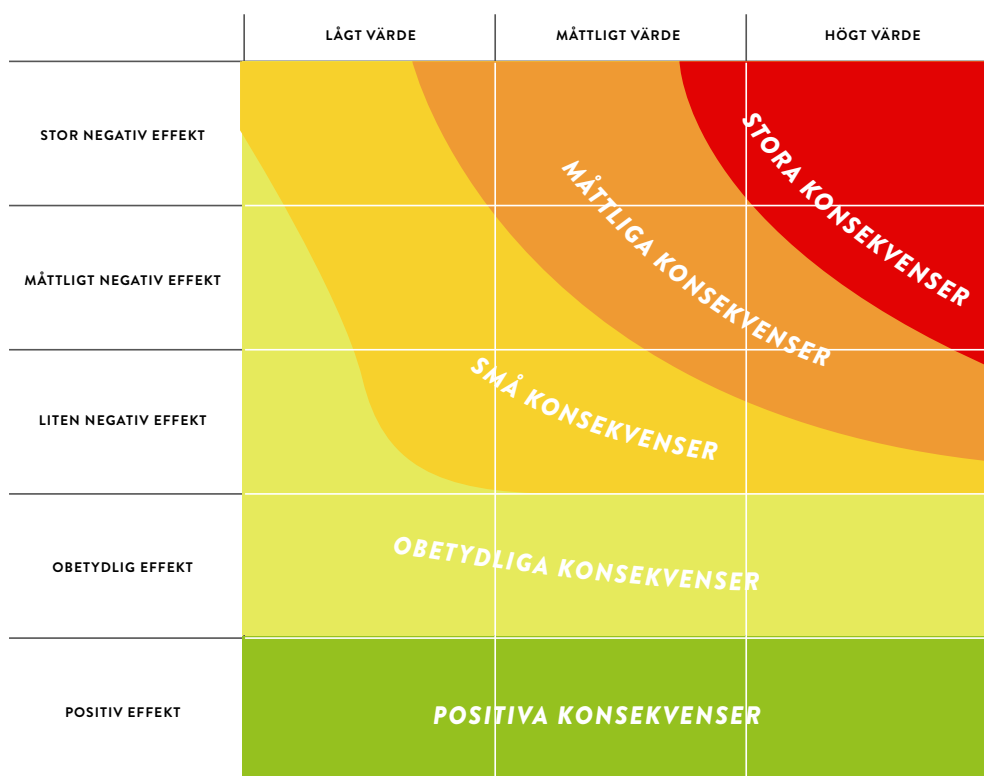 LÅGT VÄRDE
MÅTTLIGT VÄRDE
HÖGT VÄRDE
STOR NEGATIV EFFEKT
STORA KONSEKVENSER
MÅTTLIGA KONSEKVENSER
MÅTTLIGT NEGATIV EFFEKT
SMÅ KONSEKVENSER
LITEN NEGATIV EFFEKT
OBETYDLIGA KONSEKVENSER
OBETYDLIG EFFEKT
POSITIV EFFEKT
POSITIVA KONSEKVENSER